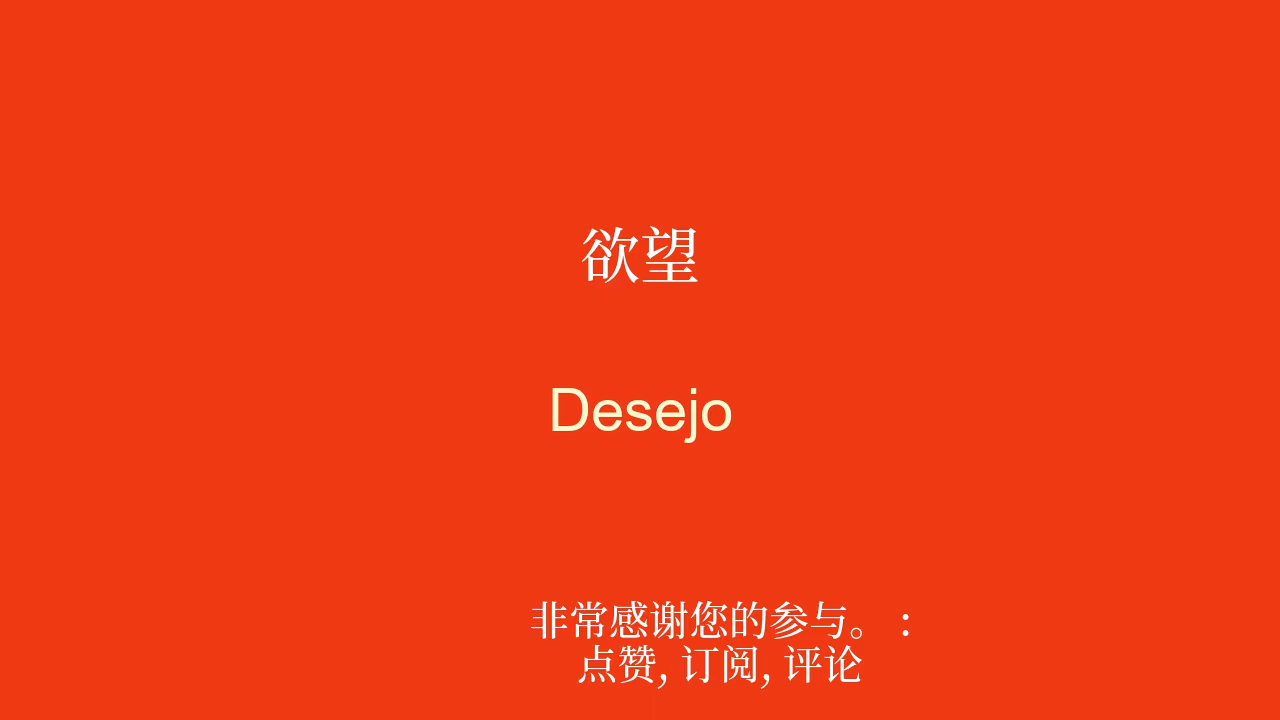 欲望
Desejo
非常感谢您的参与。 :
点赞, 订阅, 评论